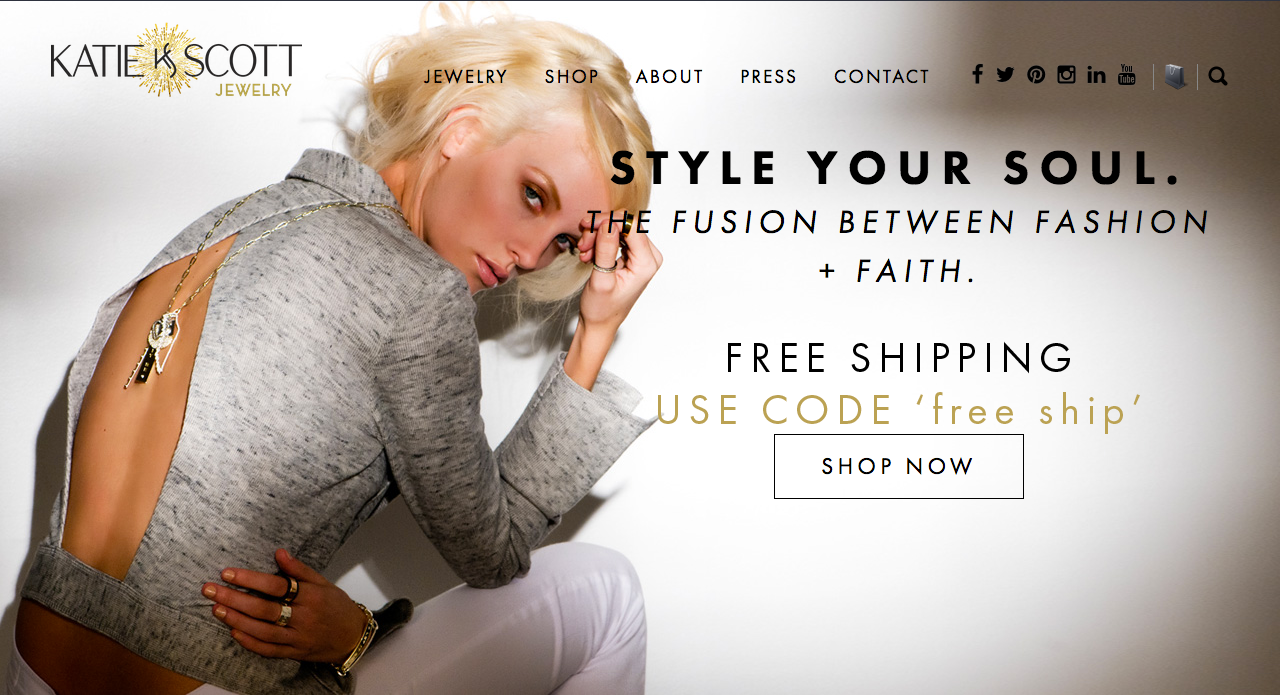 KATIE KS SCOTT
JEWELRY
JEWELRY SHOP ABOUT PRESS CONTACT
You
Tube
STYLE YOUR SOUL.
THE FUSION BETWEEN FASHION
+ FAITH.
FREE SHIPPING
USE CODE ‘free ship’
SHOP NOW